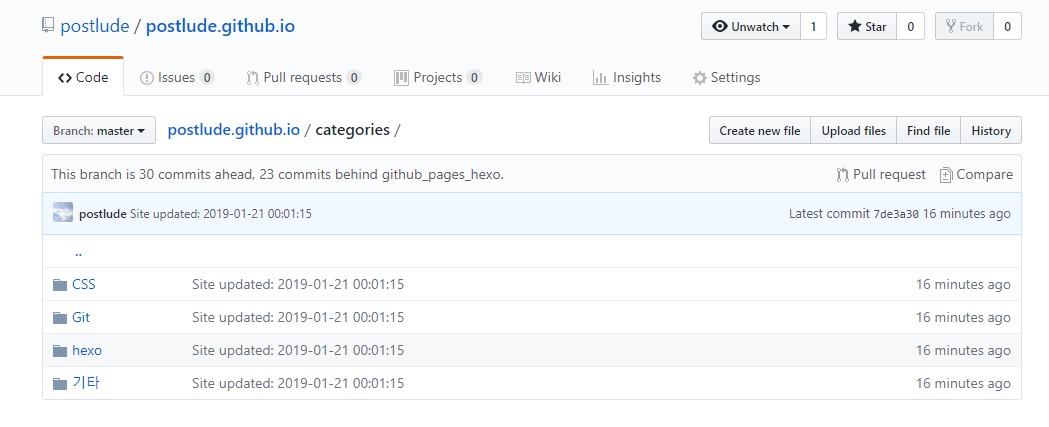 postlude / postlude.github.io Unwatch 1 Star 0 Fork 0
Code Issues 0 Pull requests 0 Projects 0 Wiki Insights Settings
Branch: master postlude.github.io / categories / Create new file Upload files Find file History
This branch is 30 commits ahead, 23 commits behind github_pages_hexo. Pull request Compare
postlude Site updated: 2019-01-21 00:01:15 Latest commit 7de3a30 16 minutes ago
..
CSS Site updated: 2019-01-21 00:01:15 16 minutes ago
Git Site updated: 2019-01-21 00:01:15 16 minutes ago
hexo Site updated: 2019-01-21 00:01:15 16 minutes ago
기타 Site updated: 2019-01-21 00:01:15 16 minutes ago